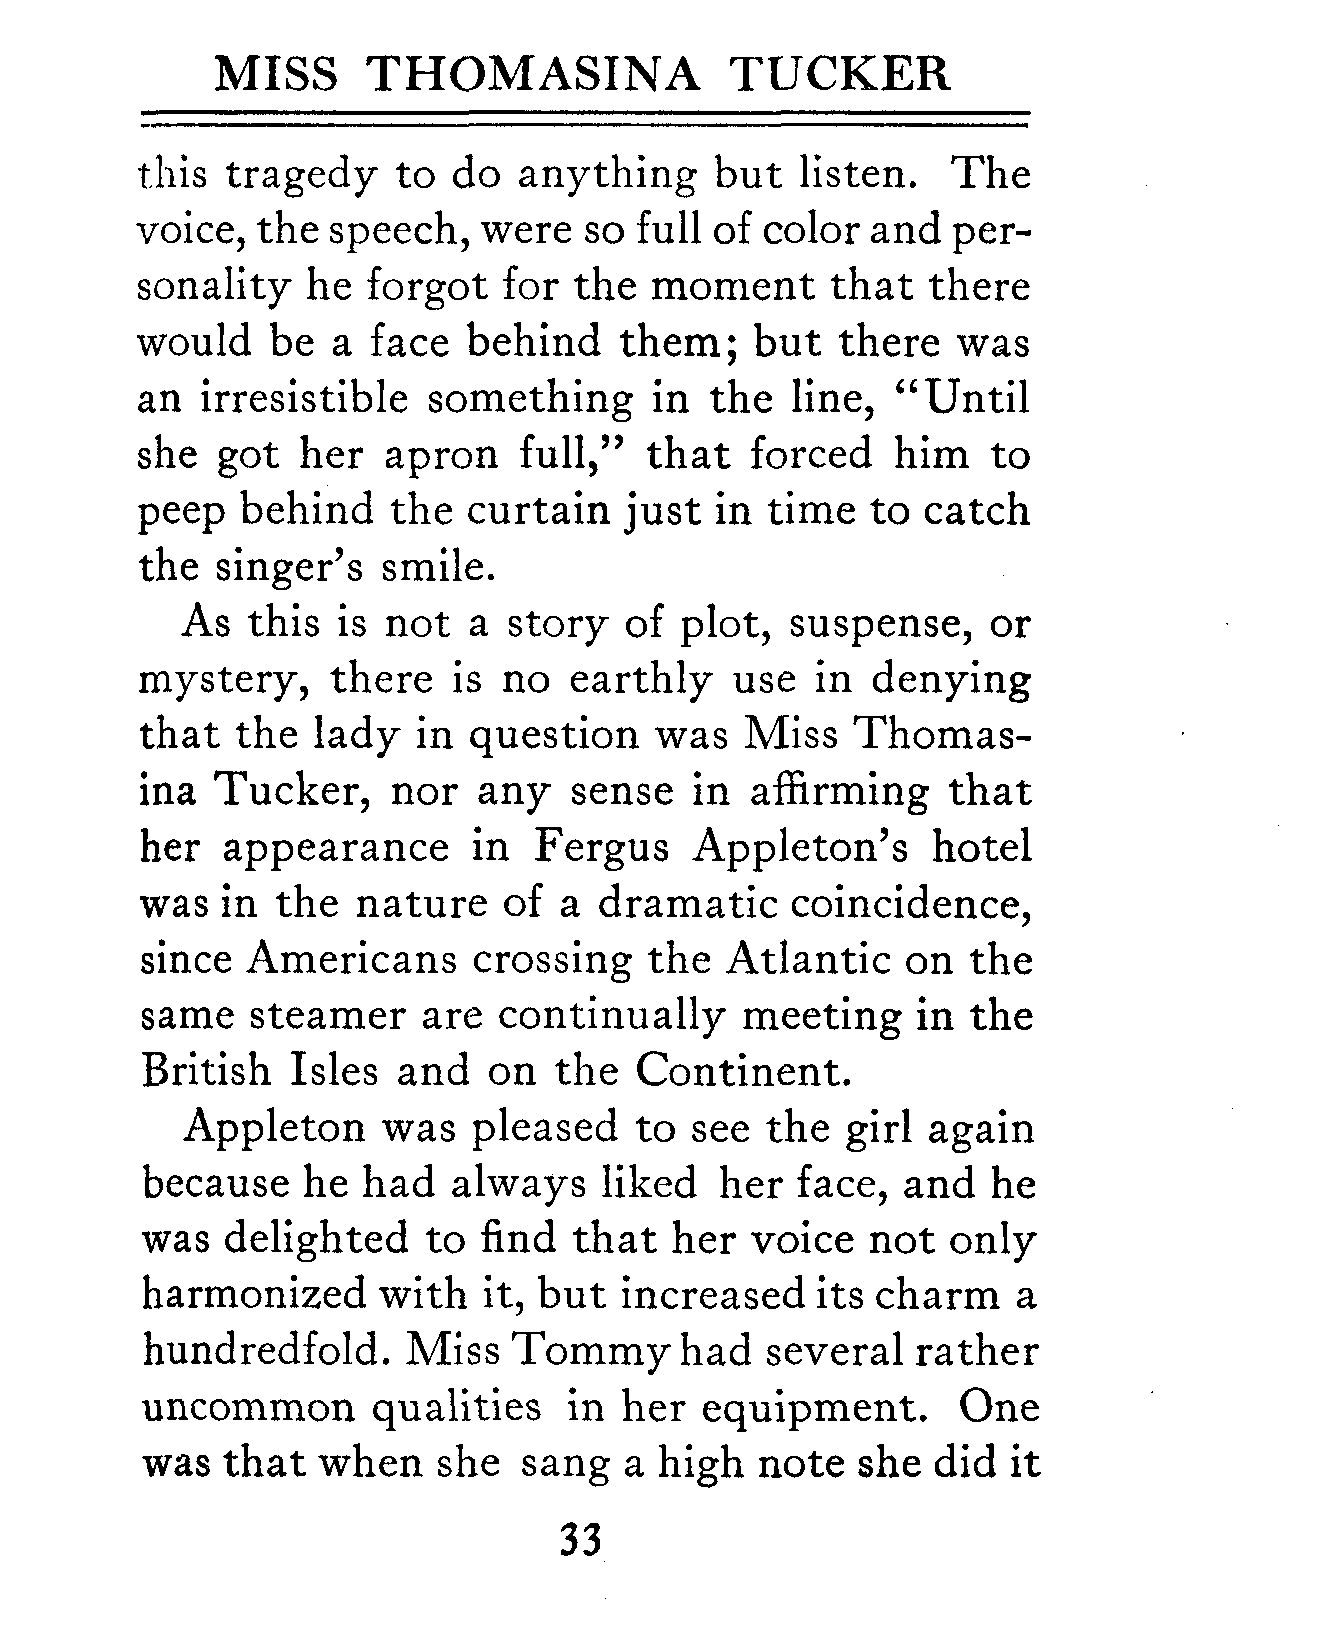 MISS THOMASINA TUCKER
this tragedy to do anything but listen. The
voice, the speech, were so full of color and per-
sonality he forgot for the moment that there
would be a face behind them; but there was
an irresistible something in the line, “Until
she got her apron full,” that forced him to
peep behind the curtain just in time to catch
the singer’s smile.
As this is not a story of plot, suspense, or
mystery, there is no earthly use in denying
that the lady in question was Miss Thomas-
ina Tucker, nor any sense in affirming that
her appearance in Fergus Appleton’s hotel
was in the nature of a dramatic coincidence,
since Americans crossing the Atlantic on the
same steamer are continually meeting in the
British Isles and on the Continent.
Appleton was pleased to see the girl again
because he had always liked her face, and he
was delighted to find that her voice not only
harmonized with it, but increased its charm a
hundredfold. Miss Tommy had several rather
uncommon qualities in her equipment. One
was that when she sang a high note she did it
33